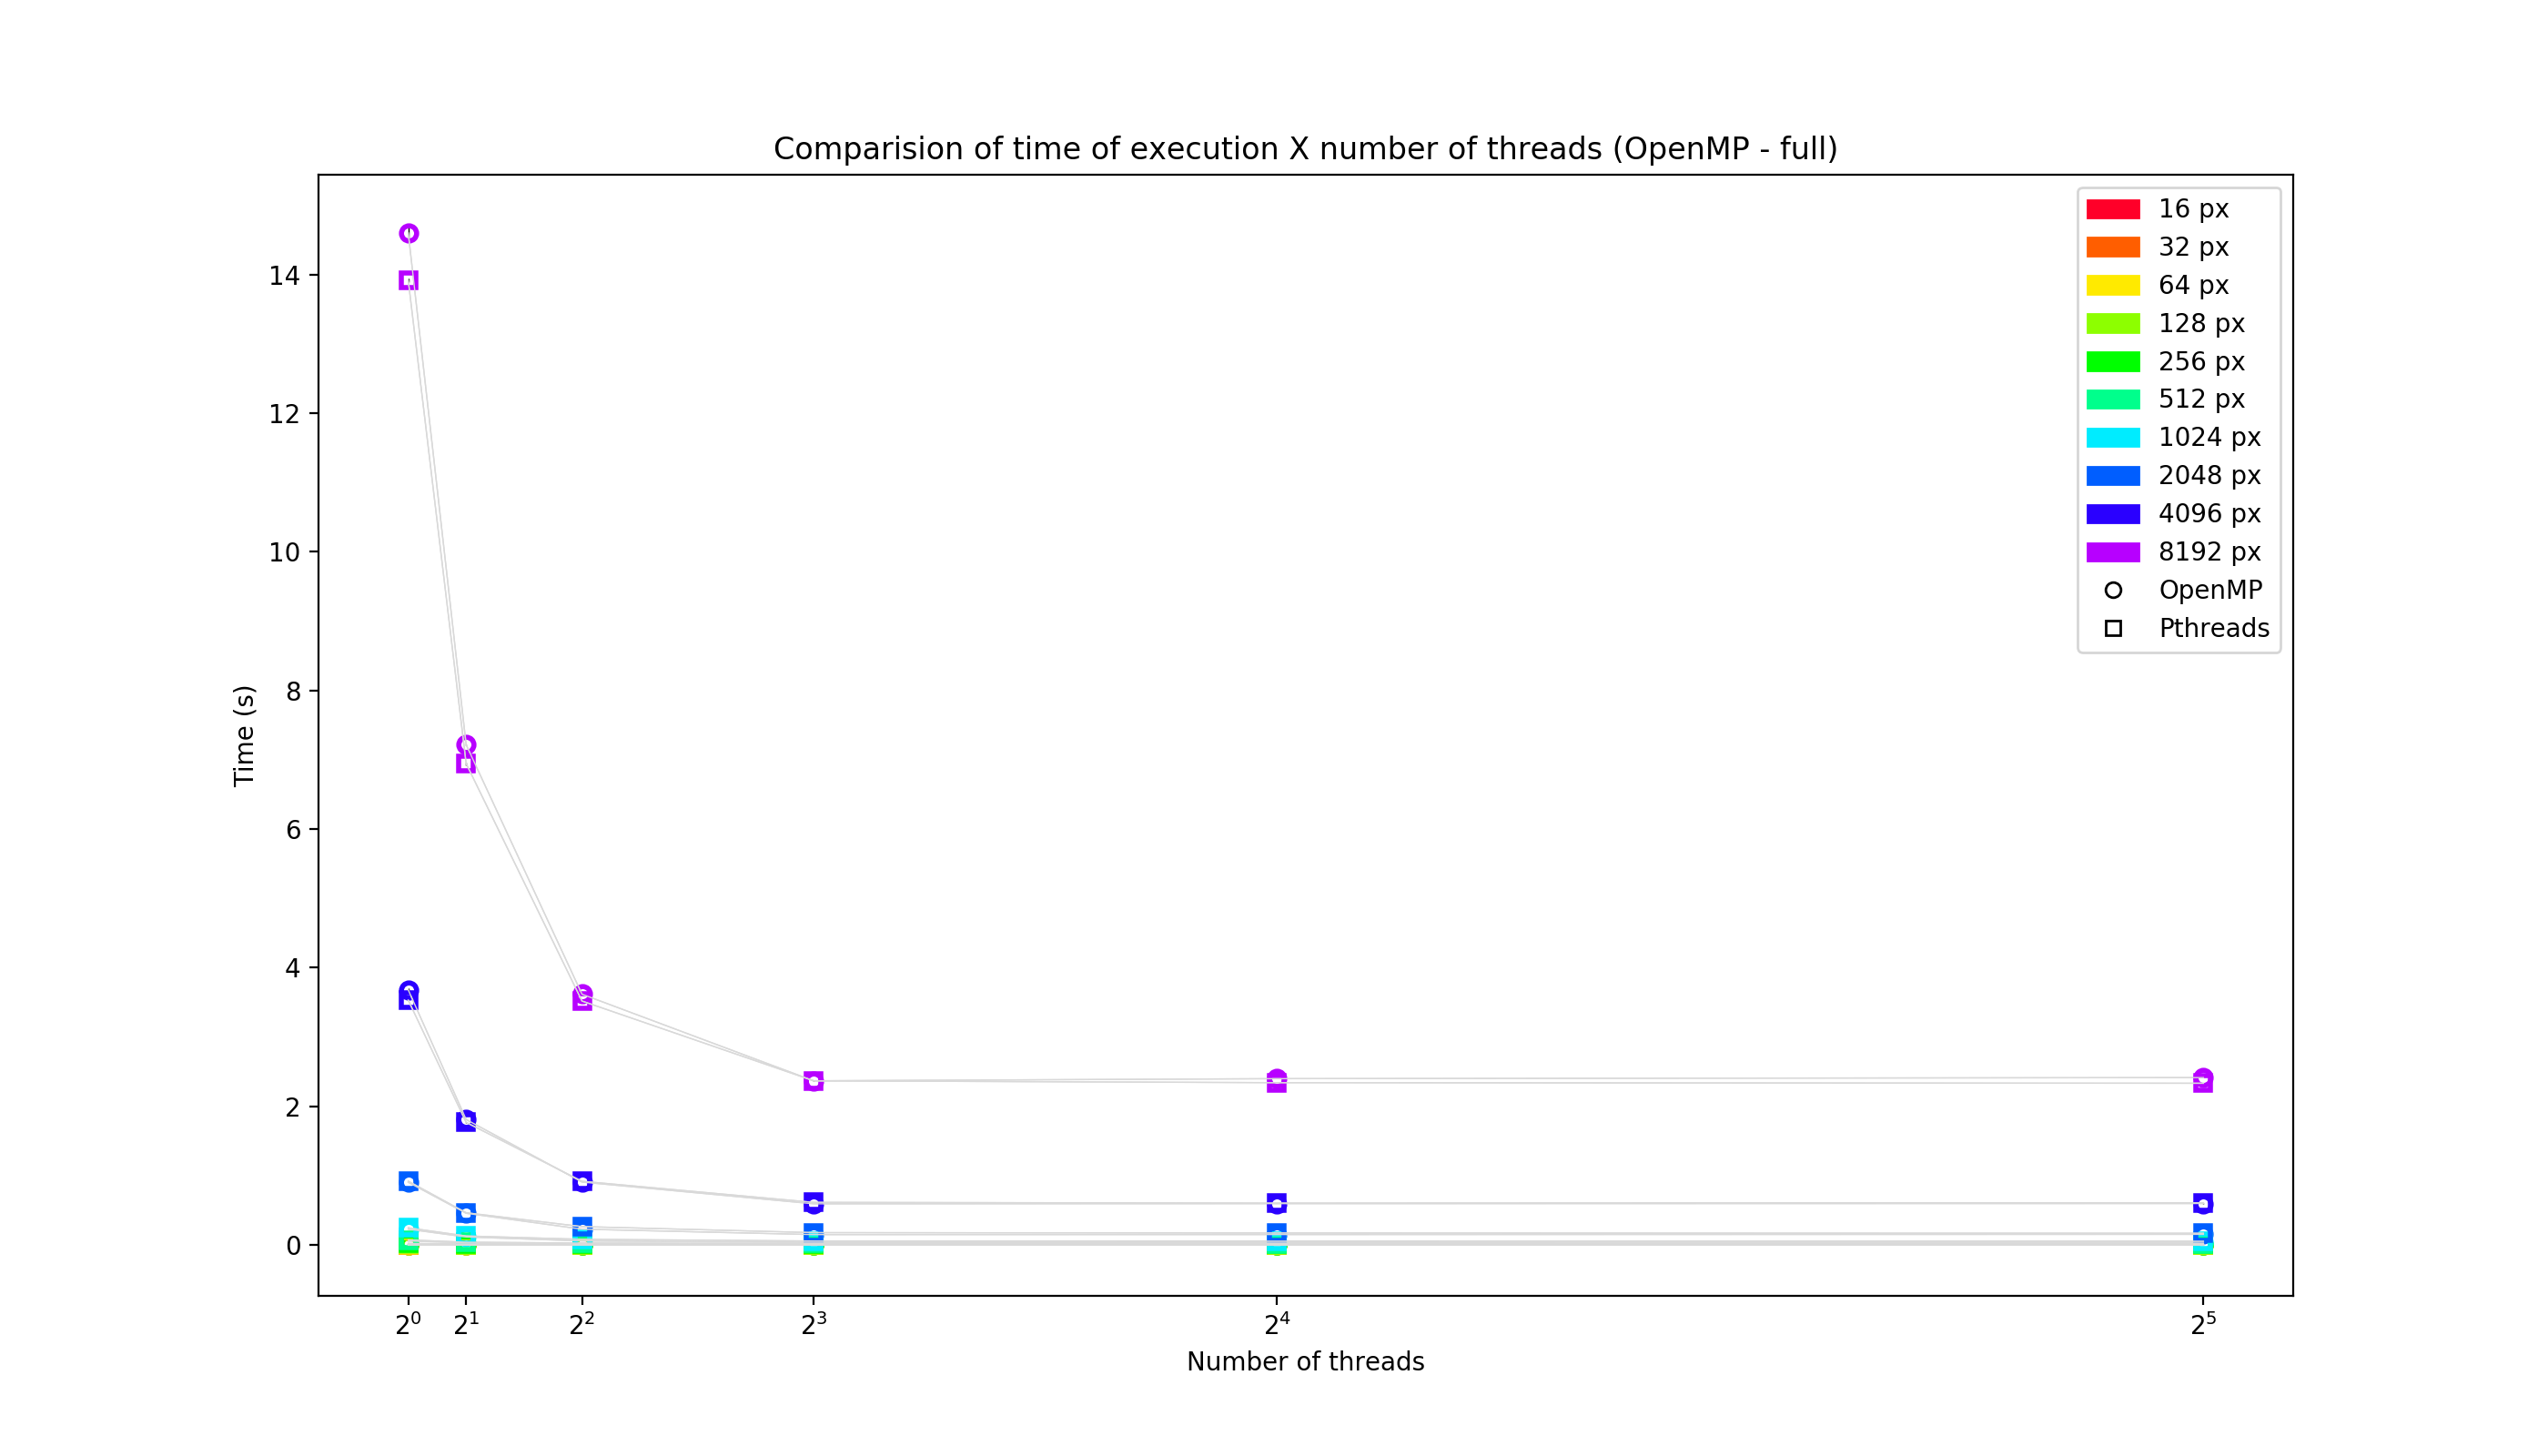 Comparision of time of execution X number of threads (OpenMP - full)
16 px
32 px
64 px
128 px
256 px
512 px
1024 px
2048 px
4096 px
8192 px
OpenMP
Pthreads
Time (s)
14
12
10
8
6
4
2
0
2⁰ 2¹ 2² 2³ 2⁴ 2⁵
Number of threads